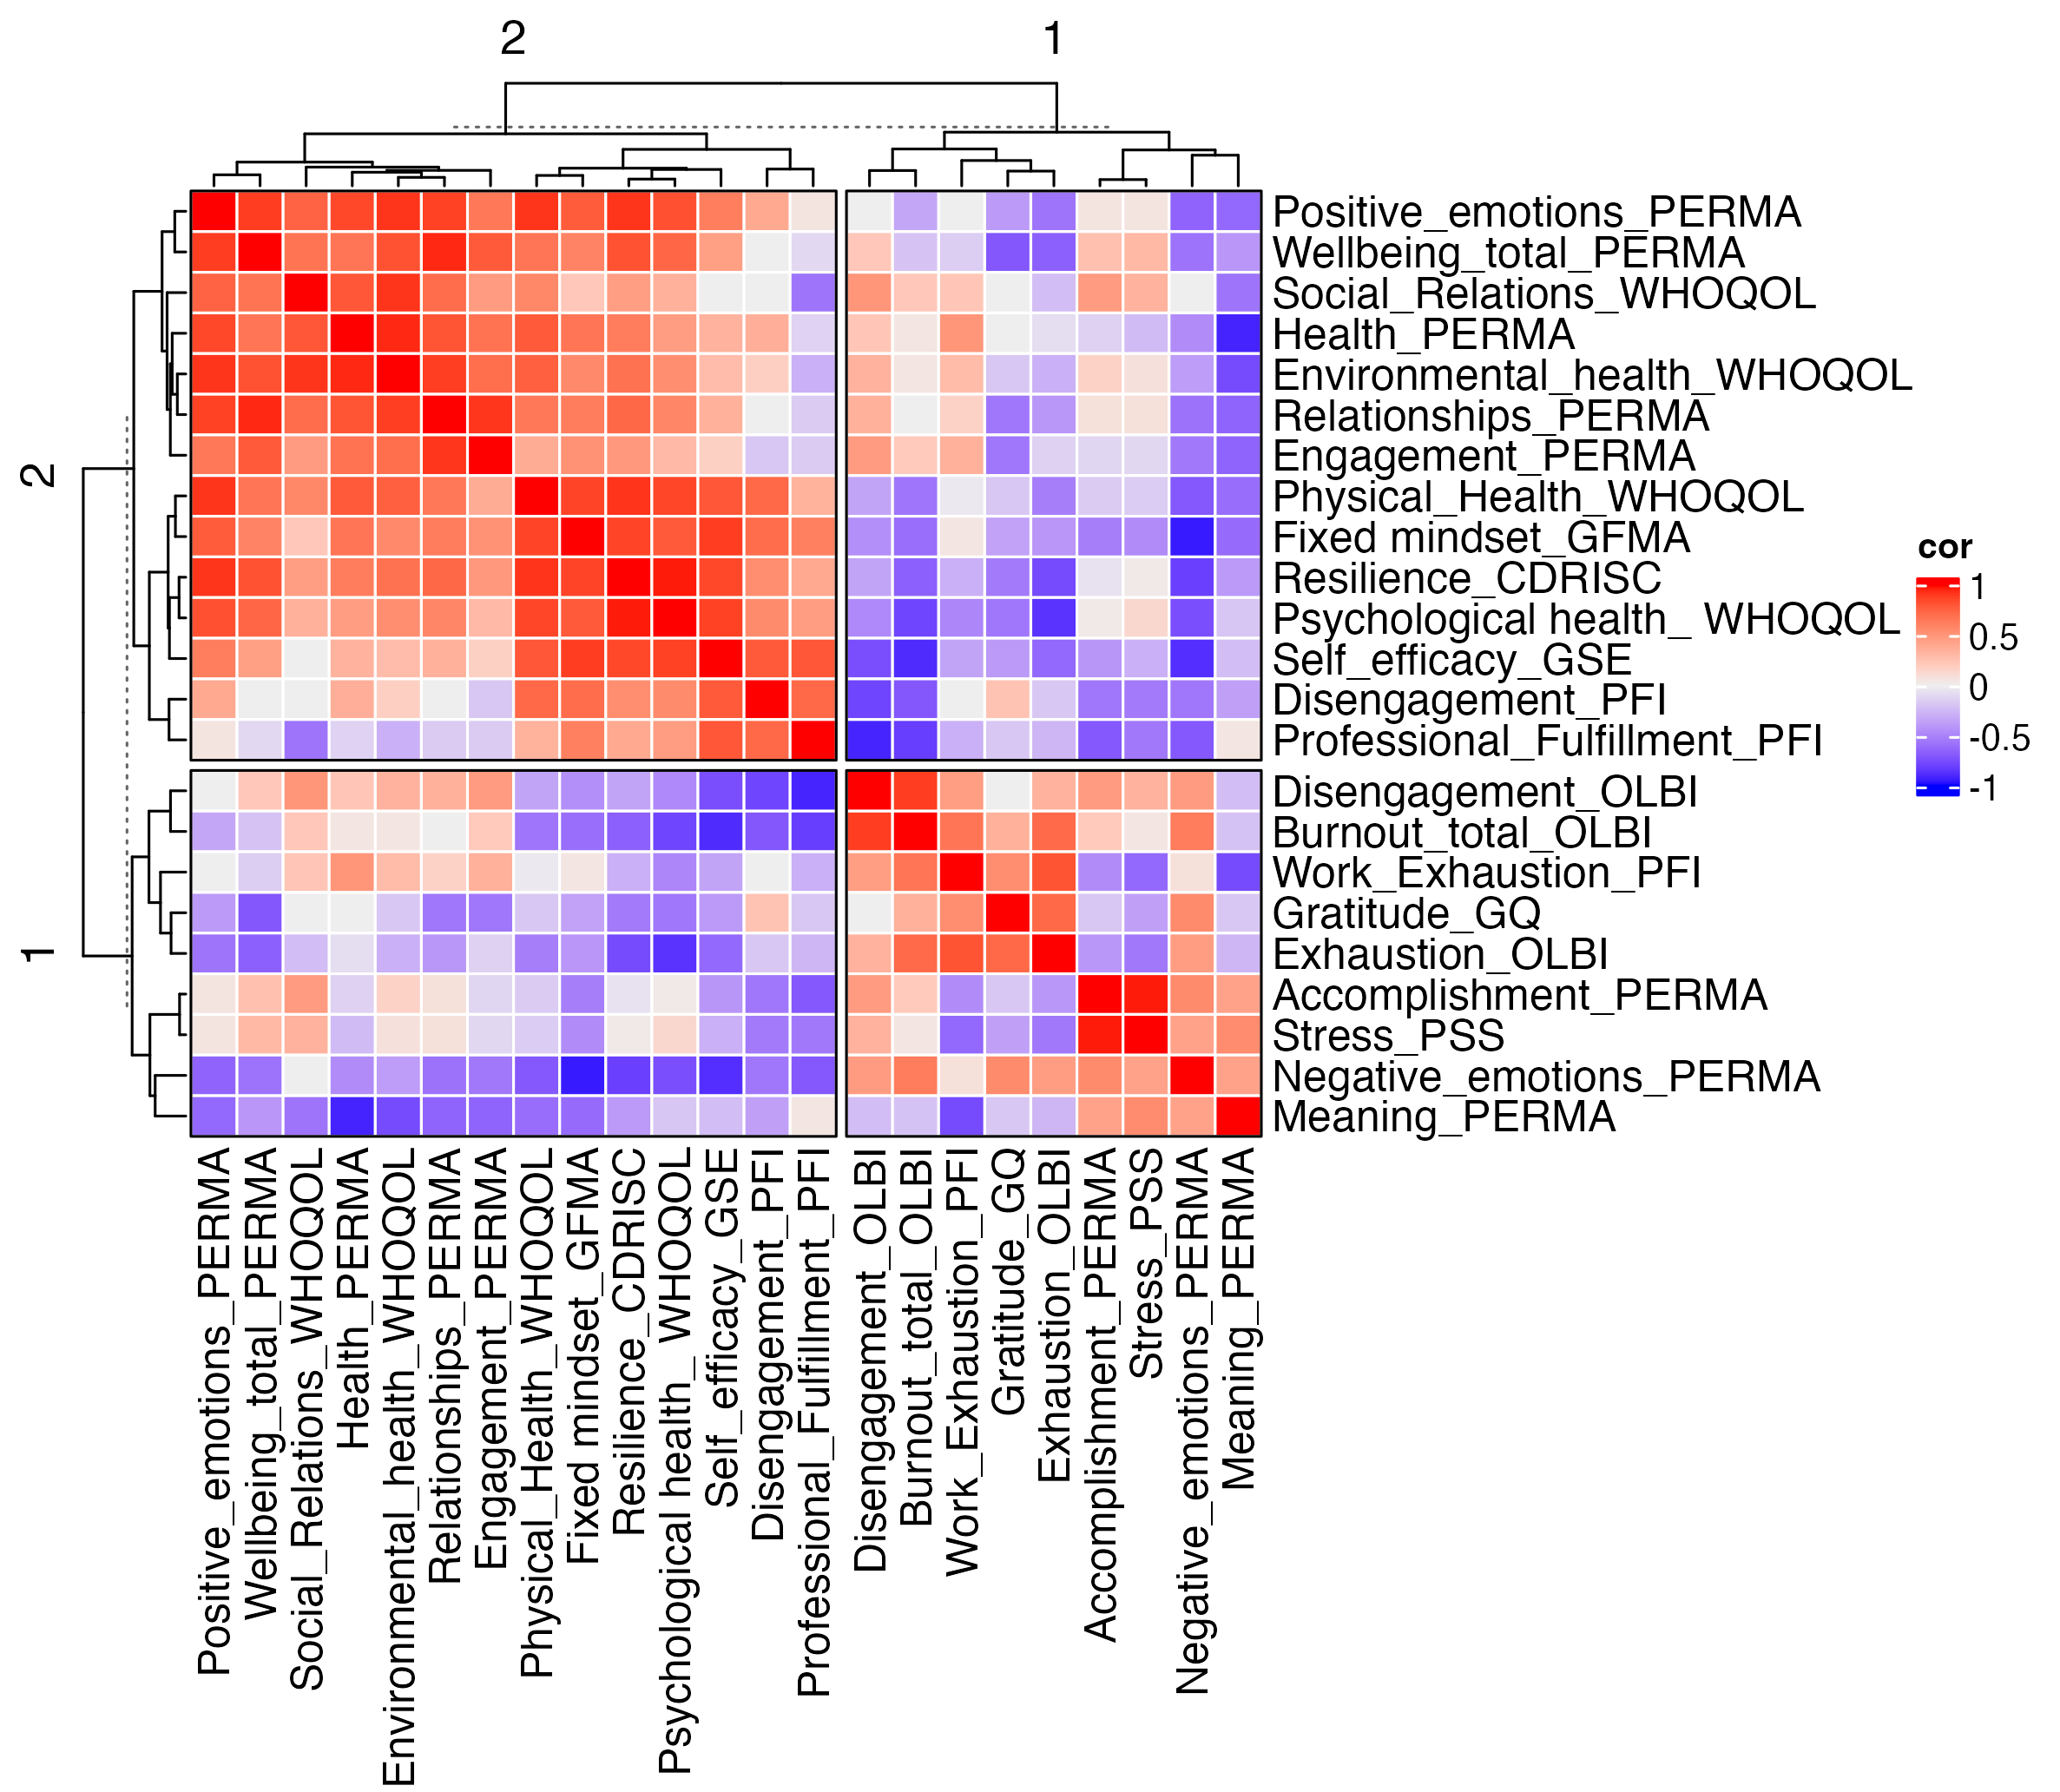 2
1
Positive_emotions_PERMA
Wellbeing_total_PERMA
Social_Relations_WHOQOL
Health_PERMA
Environmental_health_WHOQOL
Relationships_PERMA
Engagement_PERMA
Physical_Health_WHOQOL
Fixed mindset_GFMA
Resilience_CDRISC
Psychological health_ WHOQOL
Self_efficacy_GSE
Disengagement_PFI
Professional_Fulfillment_PFI
Disengagement_OLBI
Burnout_total_OLBI
Work_Exhaustion_PFI
Gratitude_GQ
Exhaustion_OLBI
Accomplishment_PERMA
Stress_PSS
Negative_emotions_PERMA
Meaning_PERMA
2
1
cor
1
0.5
0
-0.5
-1
Positive_emotions_PERMA
Wellbeing_total_PERMA
Social_Relations_WHOQOL
Health_PERMA
Environmental_health_WHOQOL
Relationships_PERMA
Engagement_PERMA
Physical_Health_WHOQOL
Fixed mindset_GFMA
Resilience_CDRISC
Psychological health_ WHOQOL
Self_efficacy_GSE
Disengagement_PFI
Professional_Fulfillment_PFI
Disengagement_OLBI
Burnout_total_OLBI
Work_Exhaustion_PFI
Gratitude_GQ
Exhaustion_OLBI
Accomplishment_PERMA
Stress_PSS
Negative_emotions_PERMA
Meaning_PERMA